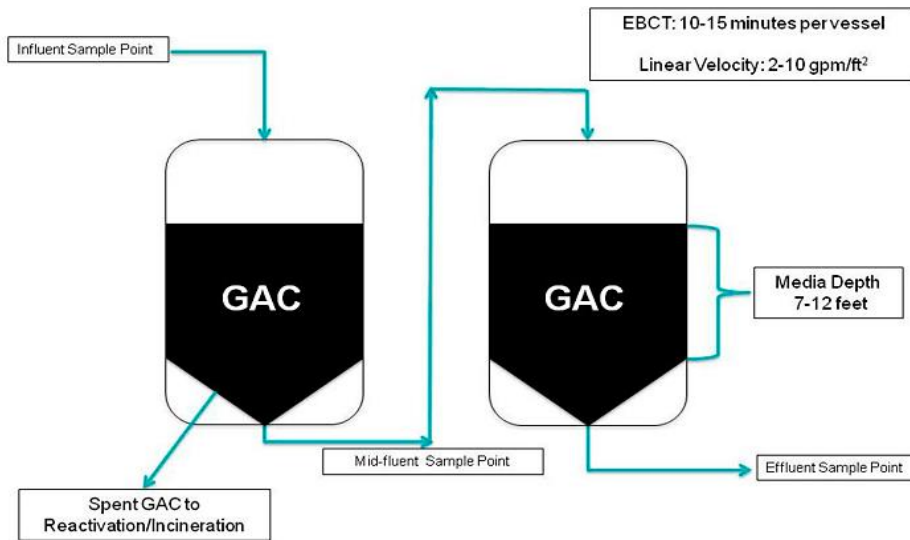 EBCT: 10-15 minutes per vessel
Linear Velocity: 2-10 gpm/ft²
Influent Sample Point
GAC
GAC
Media Depth
7-12 feet
Mid-fluent Sample Point
Effluent Sample Point
Spent GAC to
Reactivation/Incineration